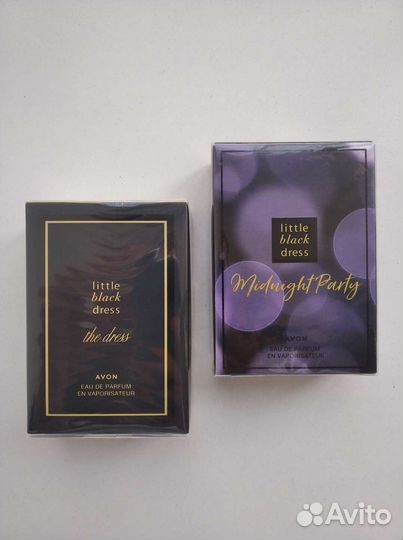 little
black
dress
the dress
AVON
EAU DE PARFUM
EN VAPORISATEUR
little
black
dress
Midnight Party
AVON
EAU DE PARFUM
EN VAPORISATEUR
Avito